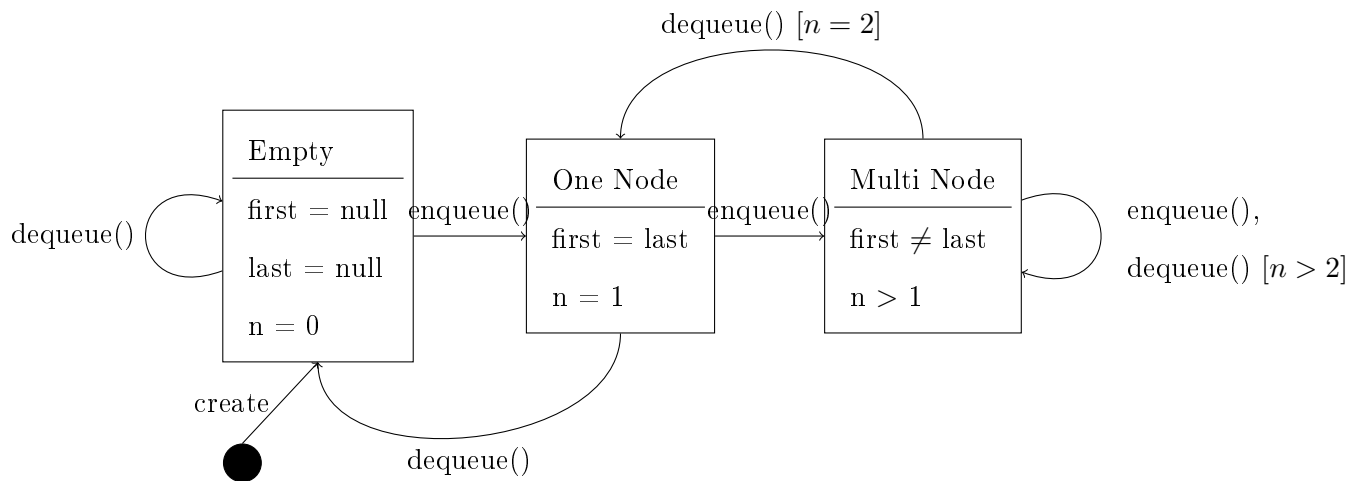 dequeue() [n = 2]
Empty
first = null
last = null
n = 0
One Node
first = last
n = 1
Multi Node
first ≠ last
n > 1
dequeue()
enqueue()
enqueue()
enqueue(),
dequeue() [n > 2]
create
dequeue()